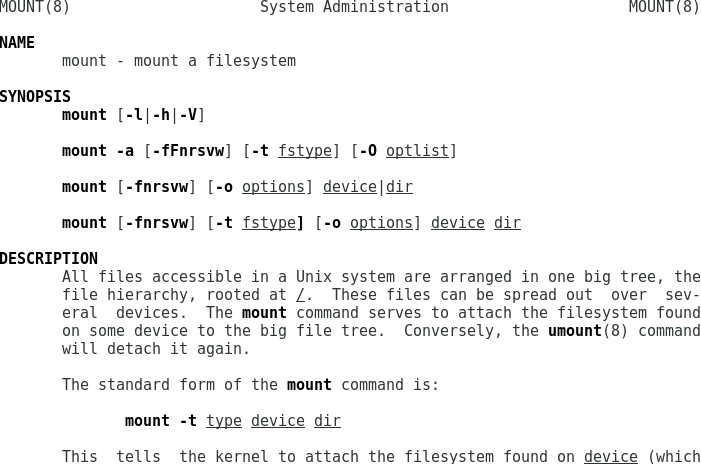 MOUNT(8) System Administration MOUNT(8)
NAME
mount - mount a filesystem
SYNOPSIS
mount [-l|-h|-V]
mount -a [-fFnrsvw] [-t fstype] [-O optlist]
mount [-fnrsvw] [-o options] device|dir
mount [-fnrsvw] [-t fstype] [-o options] device dir
DESCRIPTION
All files accessible in a Unix system are arranged in one big tree, the
file hierarchy, rooted at /. These files can be spread out over sev-
eral devices. The mount command serves to attach the filesystem found
on some device to the big file tree. Conversely, the umount(8) command
will detach it again.
The standard form of the mount command is:
mount -t type device dir
This tells the kernel to attach the filesystem found on device (which